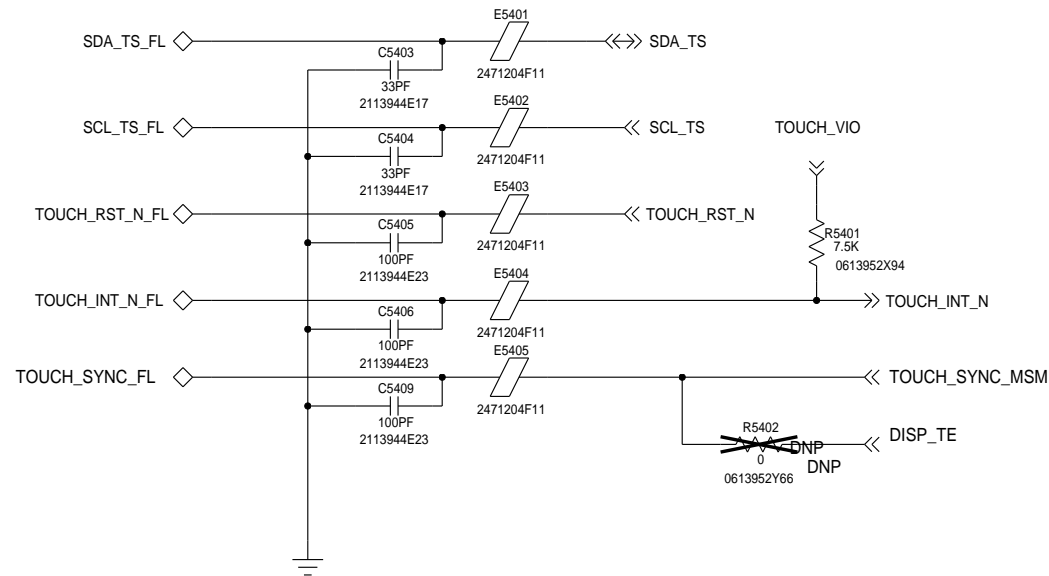 E5401
SDA_TS_FL
SDA_TS
C5403
2471204F11
33PF
2113944E17
E5402
SCL_TS_FL
SCL_TS
TOUCH_VIO
C5404
2471204F11
33PF
2113944E17
E5403
TOUCH_RST_N_FL
TOUCH_RST_N
C5405
2471204F11
100PF
2113944E23
R5401
7.5K
0613952X94
E5404
TOUCH_INT_N_FL
TOUCH_INT_N
C5406
2471204F11
100PF
2113944E23
E5405
TOUCH_SYNC_FL
TOUCH_SYNC_MSM
C5409
2471204F11
100PF
2113944E23
R5402
DISP_TE
DNP
0
DNP
0613952Y66